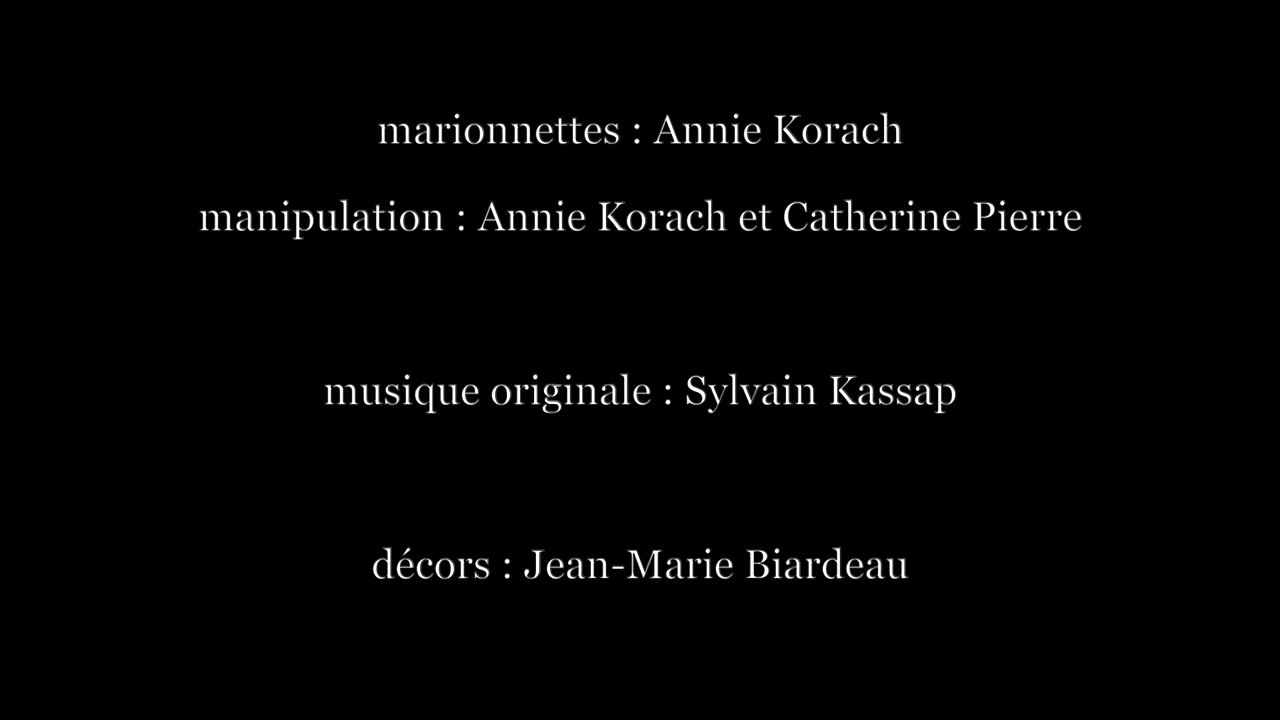 marionnettes : Annie Korach
manipulation : Annie Korach et Catherine Pierre
musique originale : Sylvain Kassap
décors : Jean-Marie Biardeau